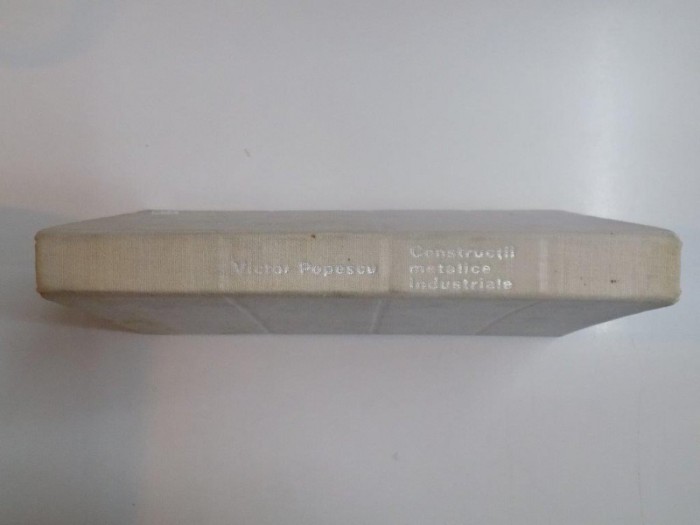 Victor Popescu
Construcții
metalice
industriale